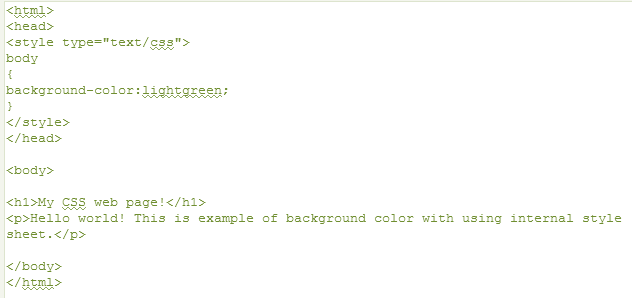 <html>
<head>
<style type="text/css">
body
{
background-color:lightgreen;
}
</style>
</head>
<body>
<h1>My CSS web page!</h1>
<p>Hello world! This is example of background color with using internal style
sheet.</p>
</body>
</html>